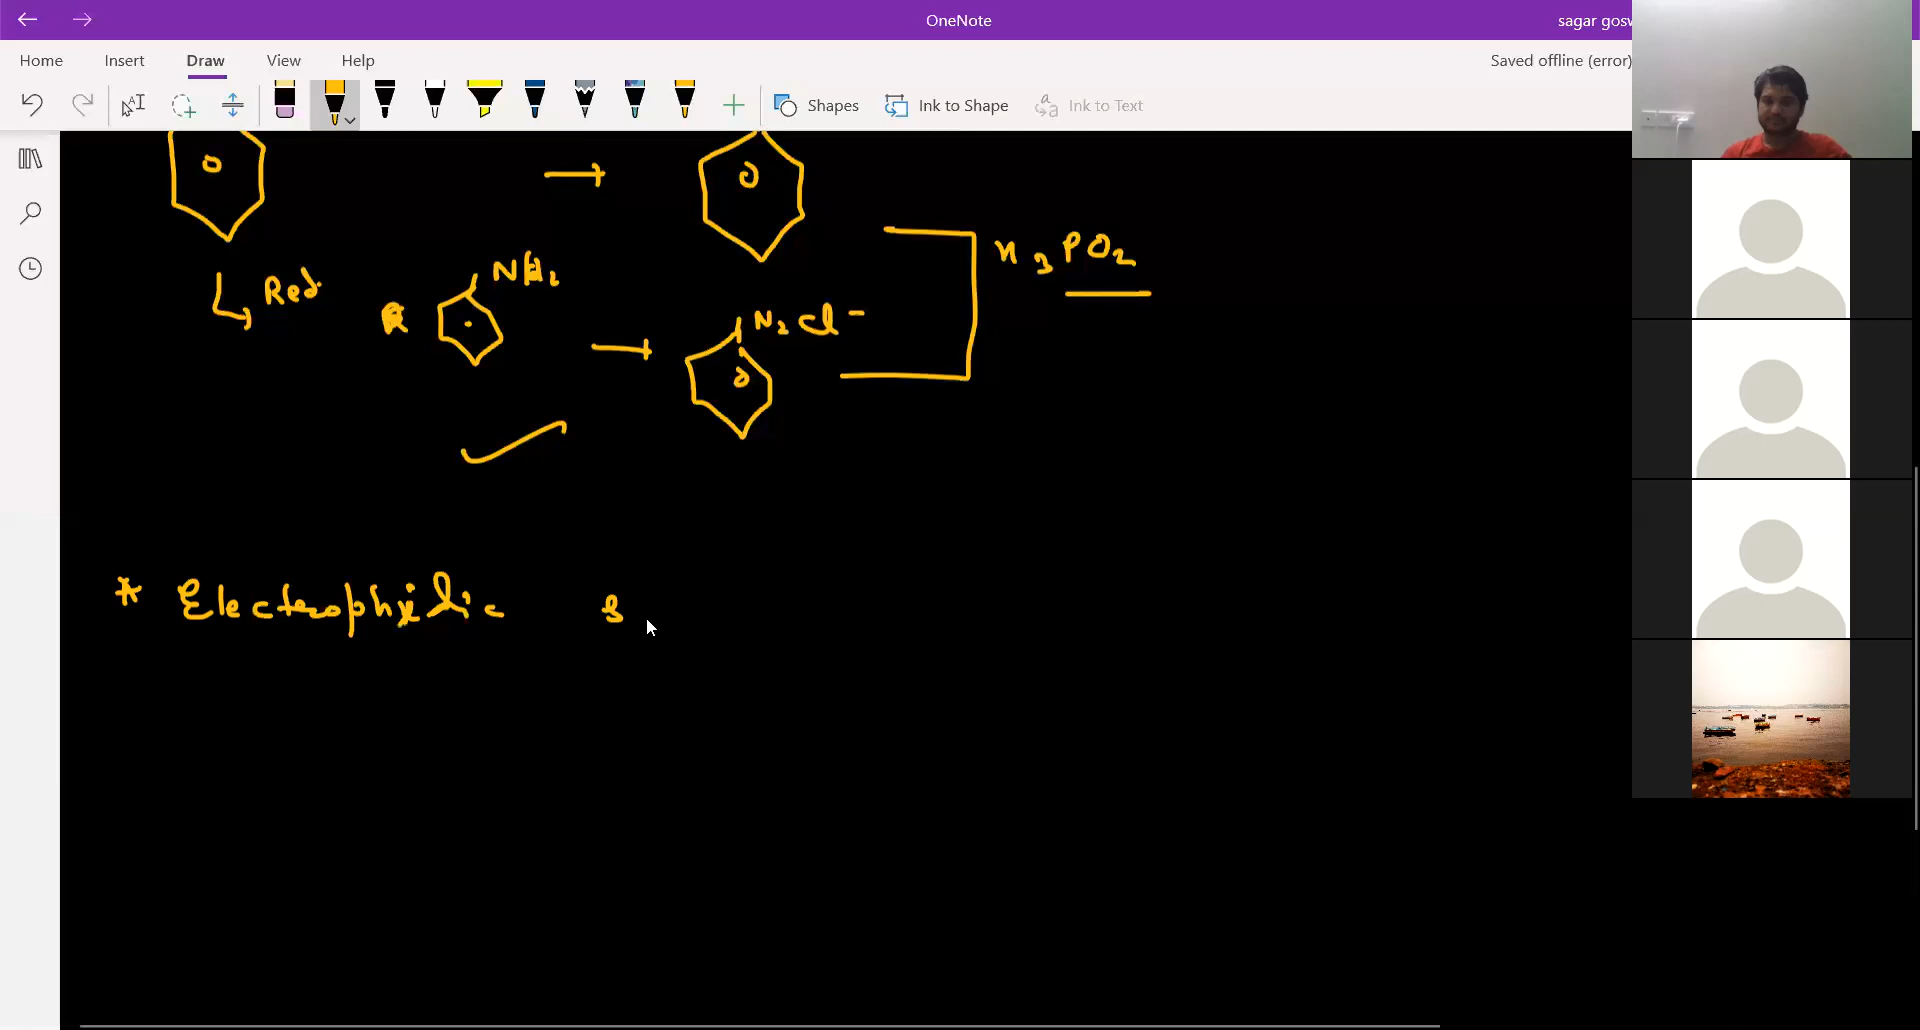 OneNote
sagar gosw
Home Insert Draw View Help
Saved offline (error)
Shapes Ink to Shape Ink to Text
H3PO2
Red.
NH2
N2Cl-
* Electrophilic s